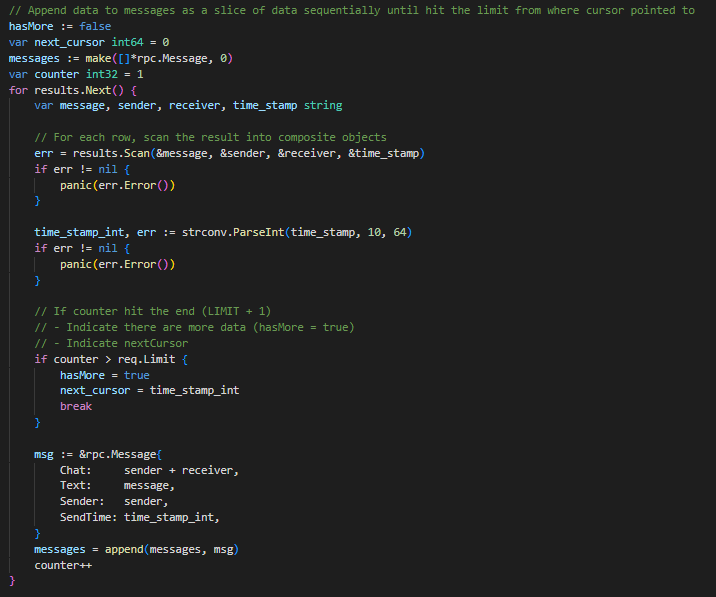 // Append data to messages as a slice of data sequentially until hit the limit from where cursor pointed to
hasMore := false
var next_cursor int64 = 0
messages := make([]*rpc.Message, 0)
var counter int32 = 1
for results.Next() {
    var message, sender, receiver, time_stamp string

    // For each row, scan the result into composite objects
    err = results.Scan(&message, &sender, &receiver, &time_stamp)
    if err != nil {
        panic(err.Error())
    }

    time_stamp_int, err := strconv.ParseInt(time_stamp, 10, 64)
    if err != nil {
        panic(err.Error())
    }

    // If counter hit the end (LIMIT + 1)
    // - Indicate there are more data (hasMore = true)
    // - Indicate nextCursor
    if counter > req.Limit {
        hasMore = true
        next_cursor = time_stamp_int
        break
    }

    msg := &rpc.Message{
        Chat:     sender + receiver,
        Text:     message,
        Sender:   sender,
        SendTime: time_stamp_int,
    }
    messages = append(messages, msg)
    counter++
}